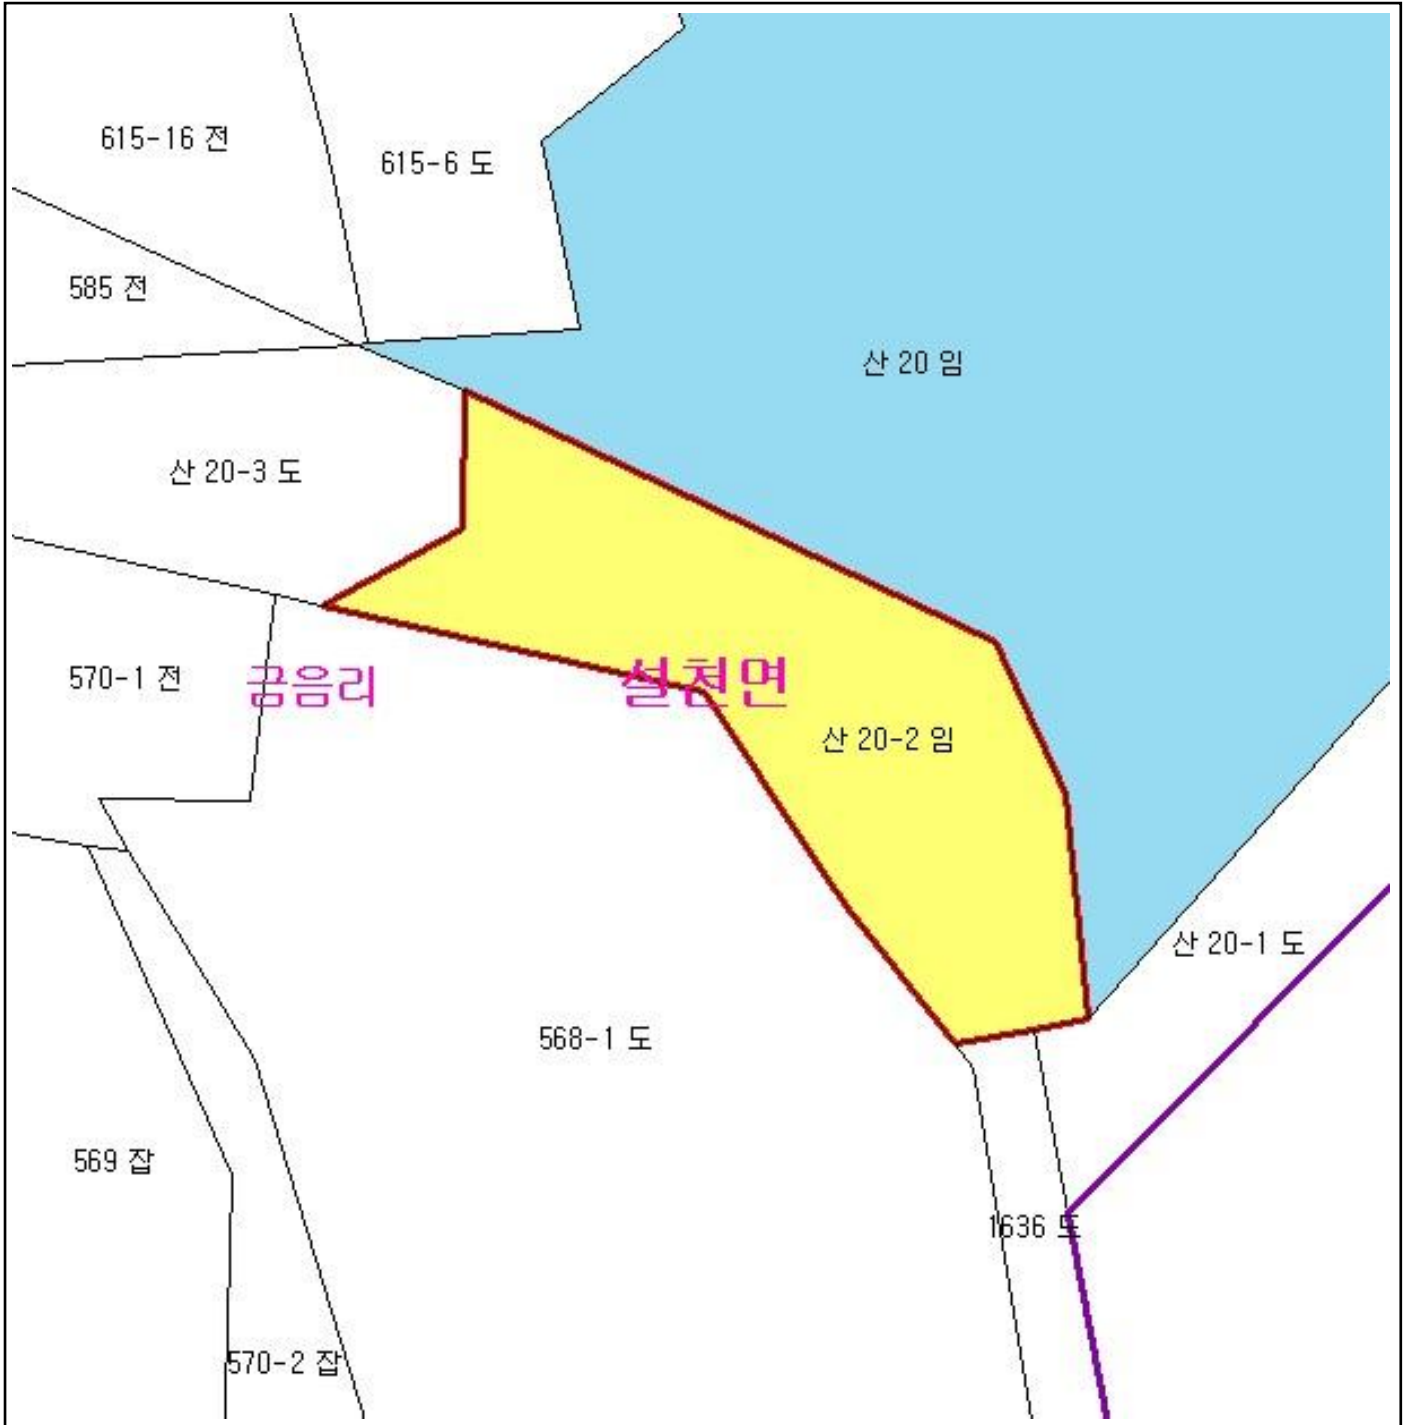 615-16 전
615-6 도
585 전
산 20 임
산 20-3 도
570-1 전
금음리
설천면
산 20-2 임
산 20-1 도
568-1 도
569 잡
1636 도
570-2 잡